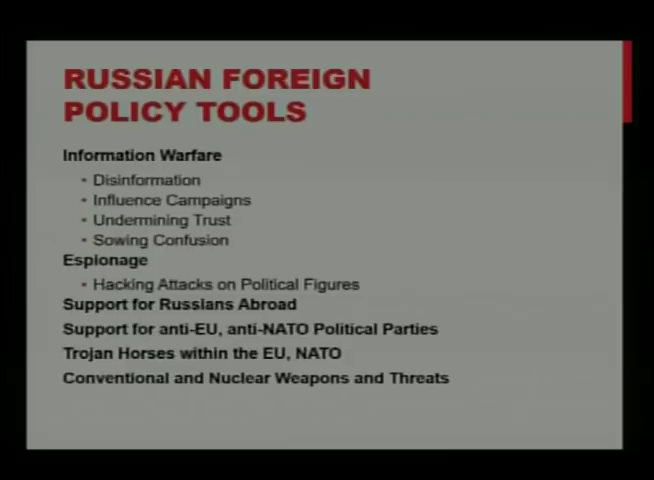 RUSSIAN FOREIGN
POLICY TOOLS
Information Warfare
• Disinformation
• Influence Campaigns
• Undermining Trust
• Sowing Confusion
Espionage
• Hacking Attacks on Political Figures
Support for Russians Abroad
Support for anti-EU, anti-NATO Political Parties
Trojan Horses within the EU, NATO
Conventional and Nuclear Weapons and Threats